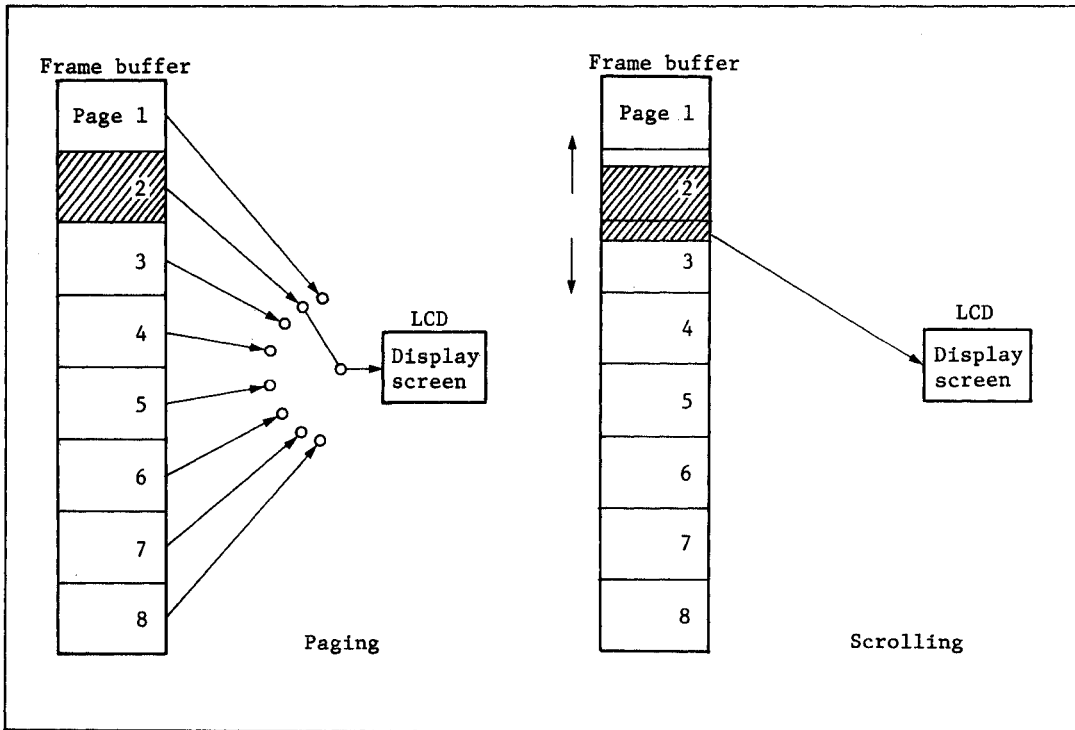 Frame buffer
Page 1
2
3
4
5
6
7
8
LCD
Display
screen
Paging
Frame buffer
Page 1
2
3
4
5
6
7
8
LCD
Display
screen
Scrolling